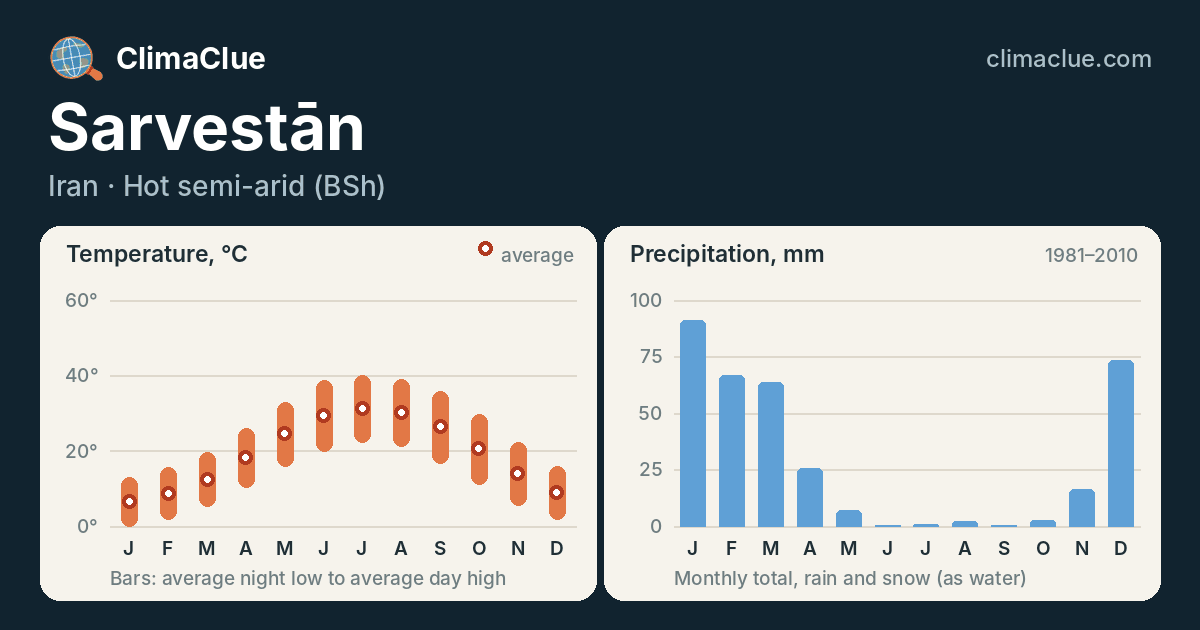 ClimaClue
climaclue.com
Sarvestān
Iran · Hot semi-arid (BSh)
Temperature, °C
average
60°
40°
20°
0°
J F M A M J J A S O N D
Bars: average night low to average day high
Precipitation, mm
1981–2010
100
75
50
25
0
J F M A M J J A S O N D
Monthly total, rain and snow (as water)